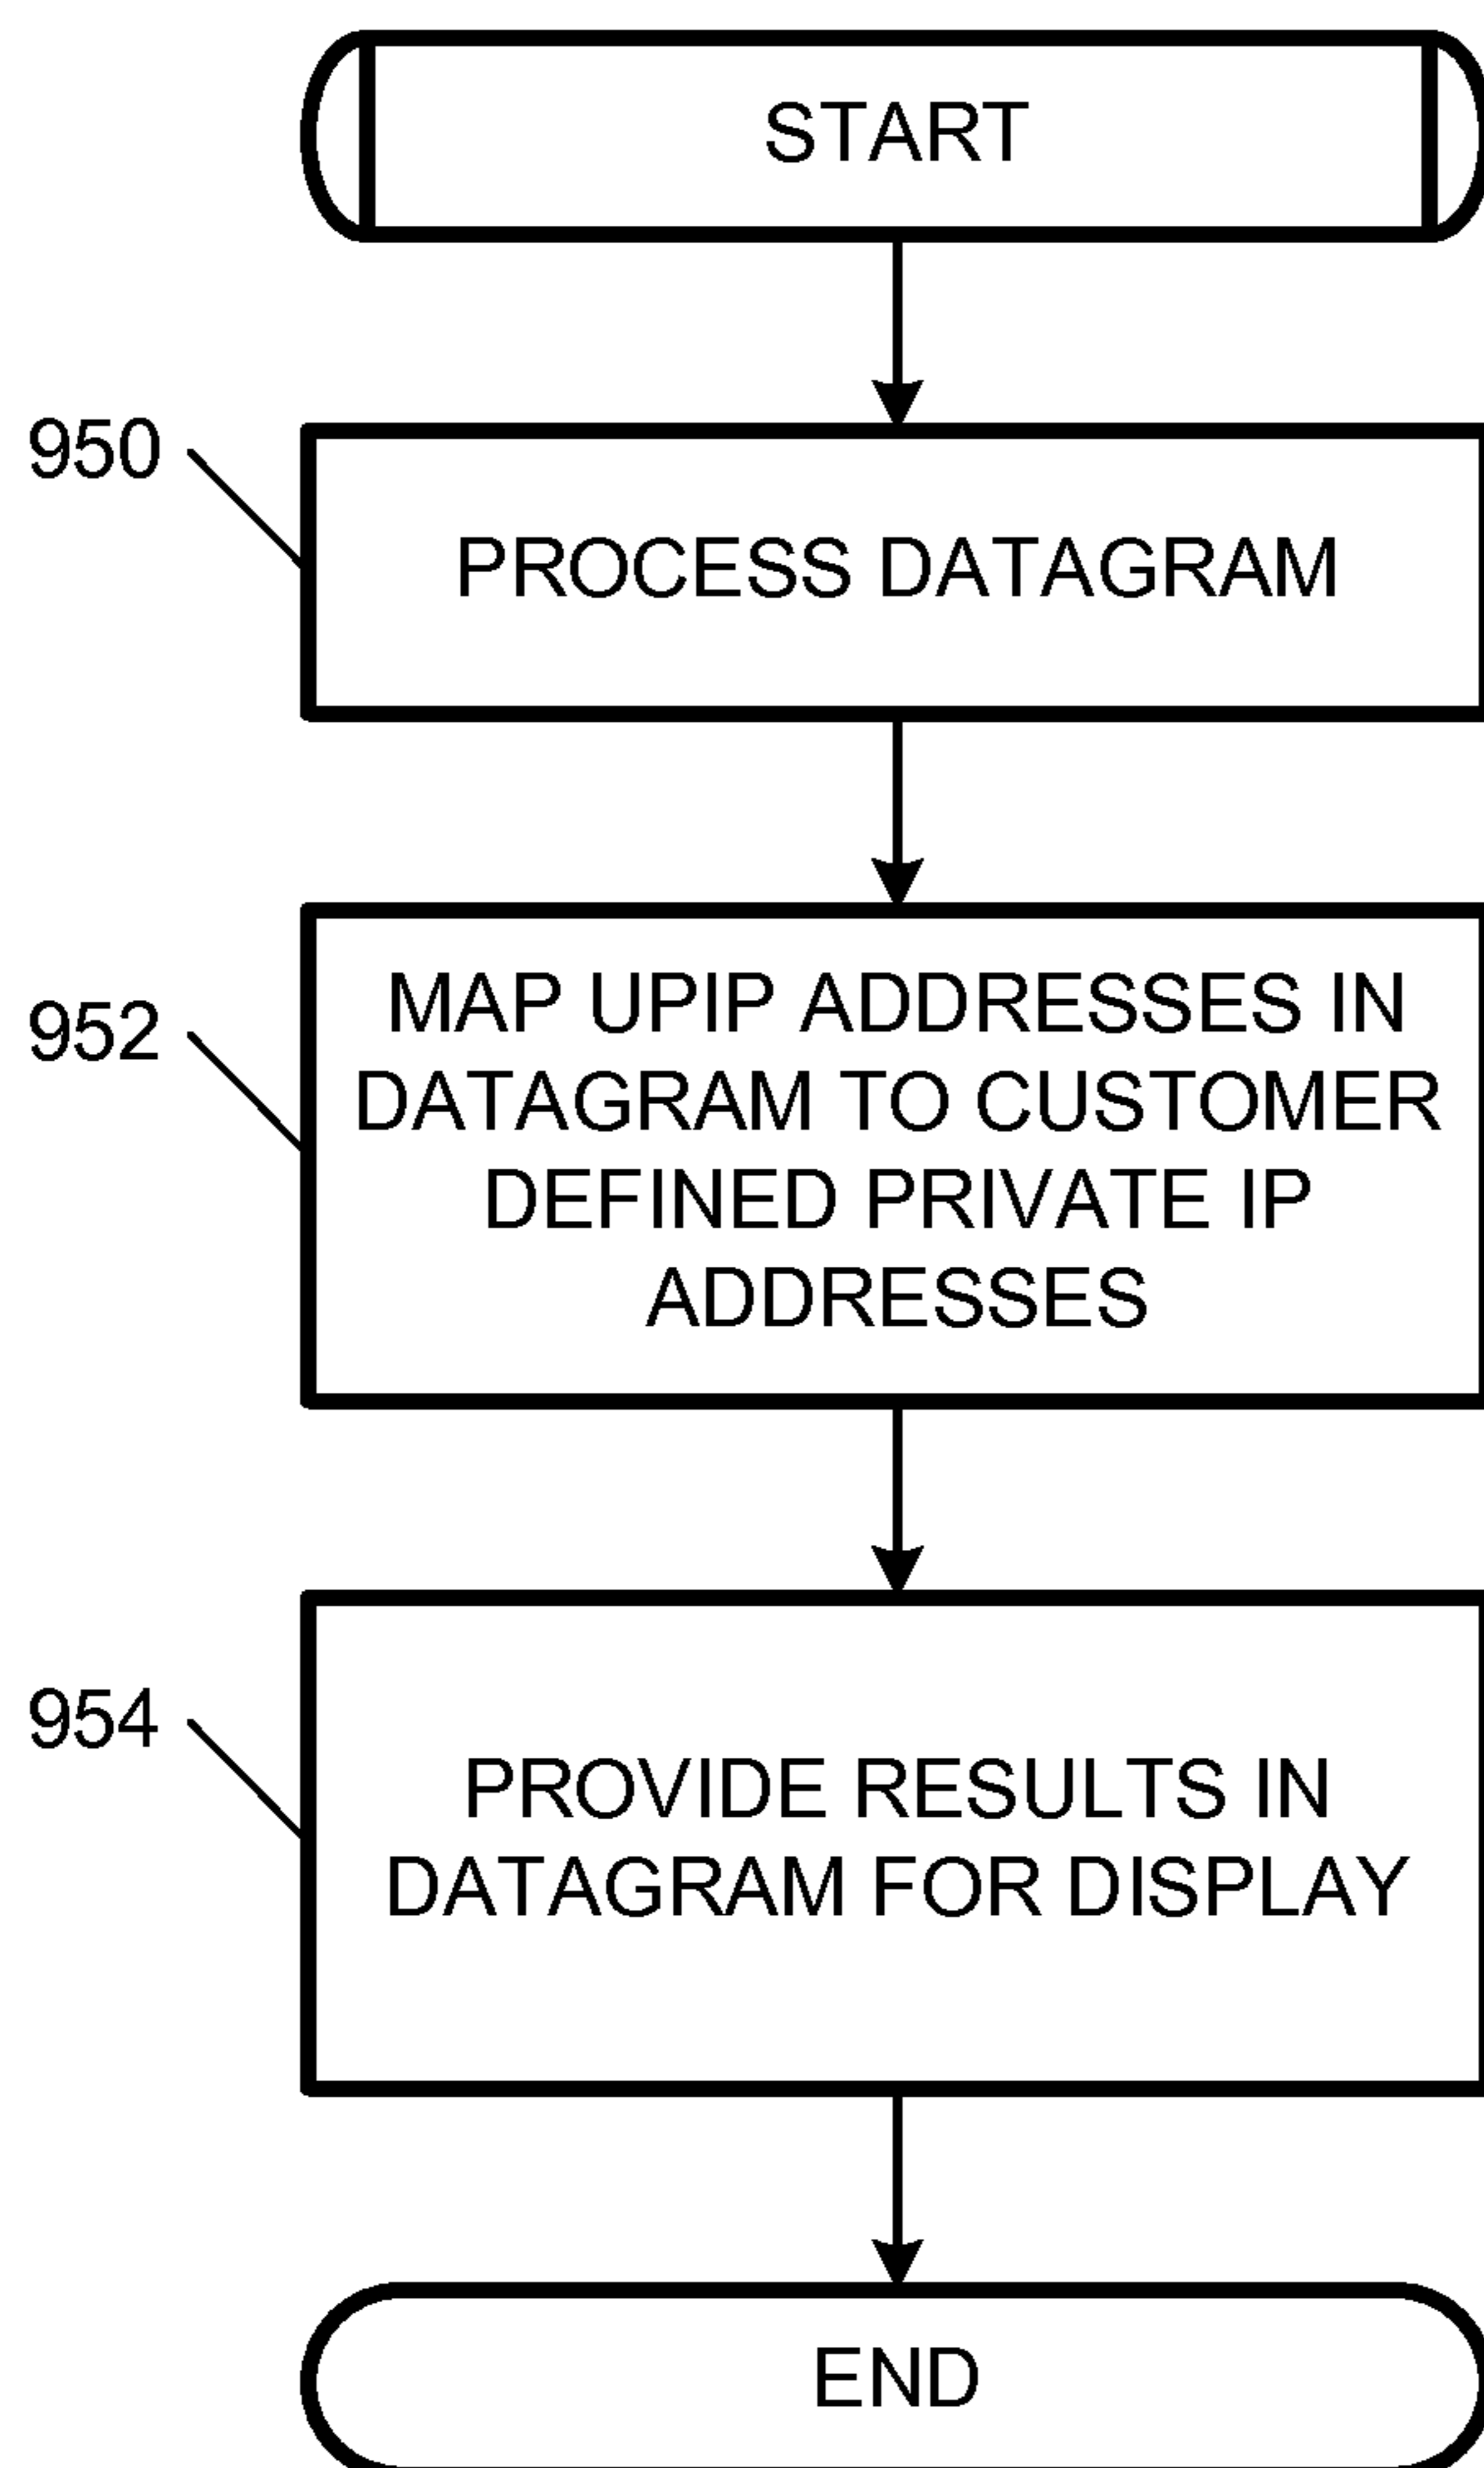 START
950
PROCESS DATAGRAM
952
MAP UPIP ADDRESSES IN
DATAGRAM TO CUSTOMER
DEFINED PRIVATE IP
ADDRESSES
954
PROVIDE RESULTS IN
DATAGRAM FOR DISPLAY
END